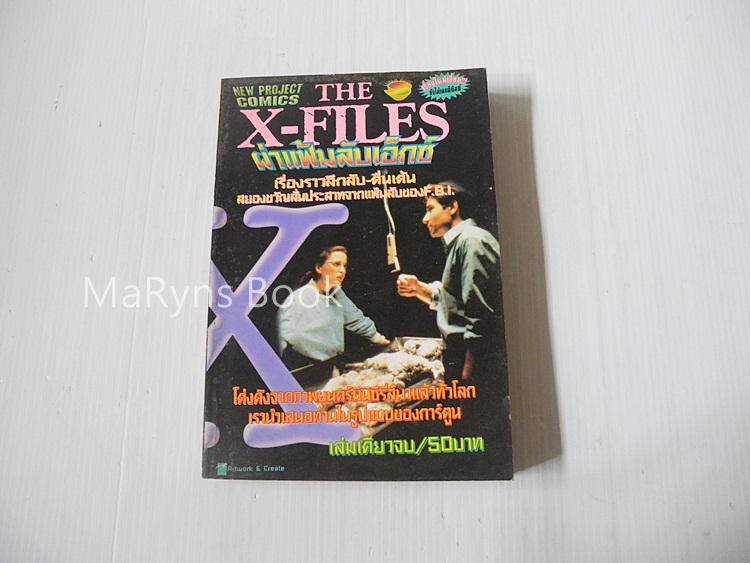 NEW PROJECT
COMICS
THE
X-FILES
ผ่าแฟ้มลับเอ็กซ์
เรื่องราวลึกลับ-ตื่นเต้น
สยองขวัญสั่นประสาทจากแฟ้มลับของF.B.I.
MaRyns Book
โด่งดังจากภาพยนตร์บนซีรี่ส์มาแล้วทั่วโลก
เรานำเสนอท่านในรูปแบบของการ์ตูน
เล่มเดียวจบ/50บาท
Artwork & Create